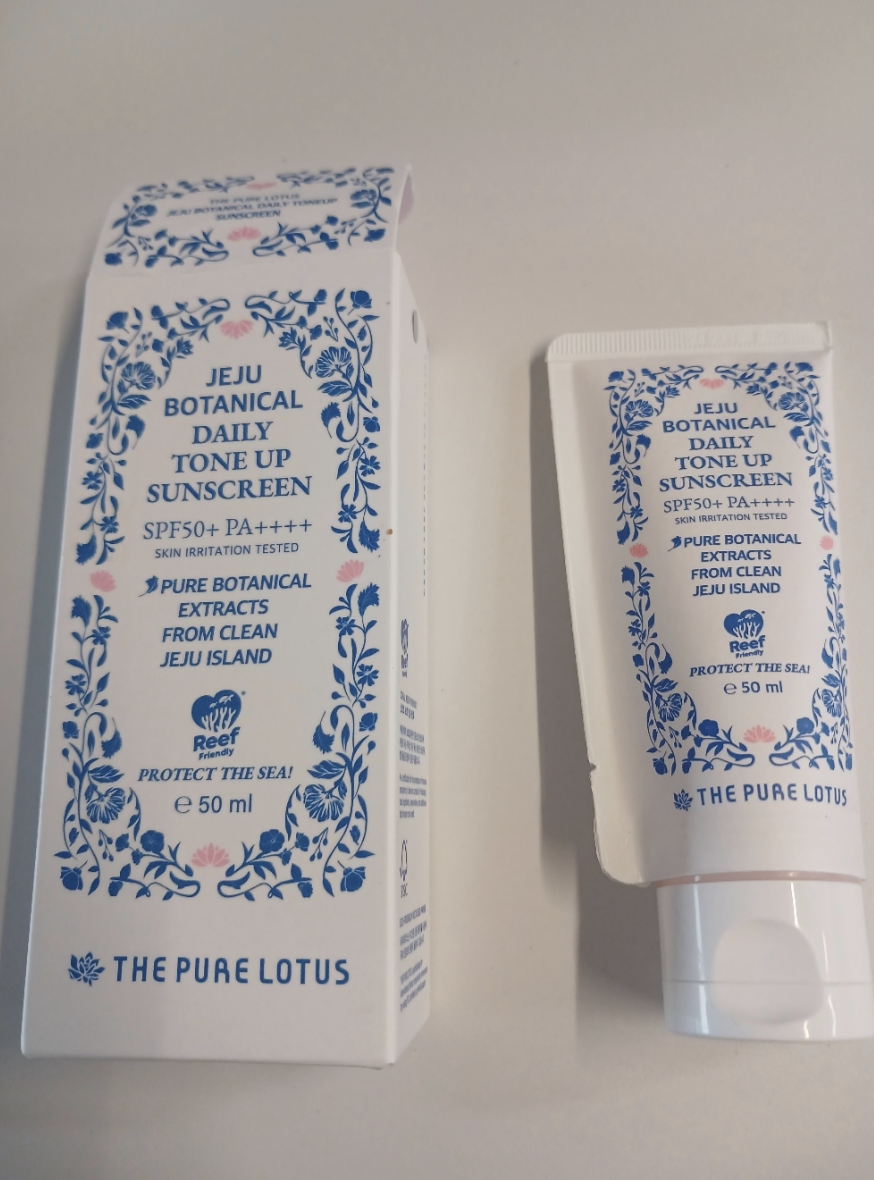 THE PURE LOTUS
JEJU BOTANICAL DAILY TONEUP
SUNSCREEN
JEJU
BOTANICAL
DAILY
TONE UP
SUNSCREEN
SPF50+ PA++++
SKIN IRRITATION TESTED
PURE BOTANICAL
EXTRACTS
FROM CLEAN
JEJU ISLAND
Reef
Friendly
PROTECT THE SEA!
℮ 50 ml
THE PURE LOTUS
Reef
FSC
JEJU
BOTANICAL
DAILY
TONE UP
SUNSCREEN
SPF50+ PA++++
SKIN IRRITATION TESTED
PURE BOTANICAL
EXTRACTS
FROM CLEAN
JEJU ISLAND
Reef
Friendly
PROTECT THE SEA!
℮ 50 ml
THE PURE LOTUS